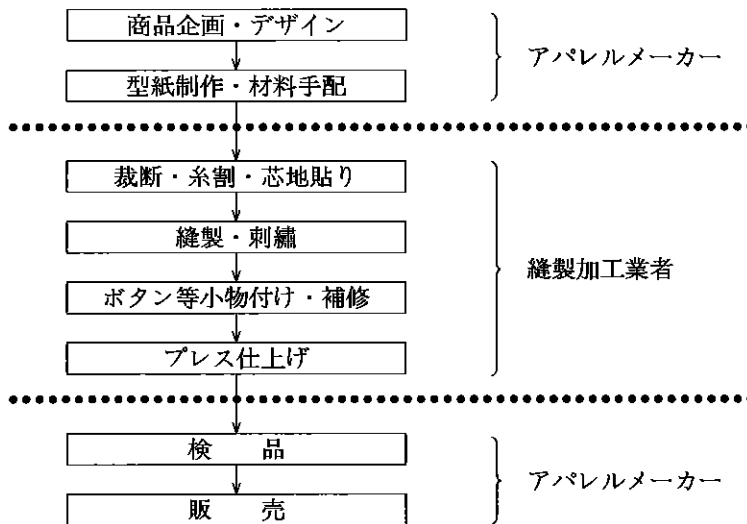 商品企画・デザイン
型紙制作・材料手配
アパレルメーカー
裁断・糸割・芯地貼り
縫製・刺繍
ボタン等小物付け・補修
プレス仕上げ
縫製加工業者
検　品
販　売
アパレルメーカー